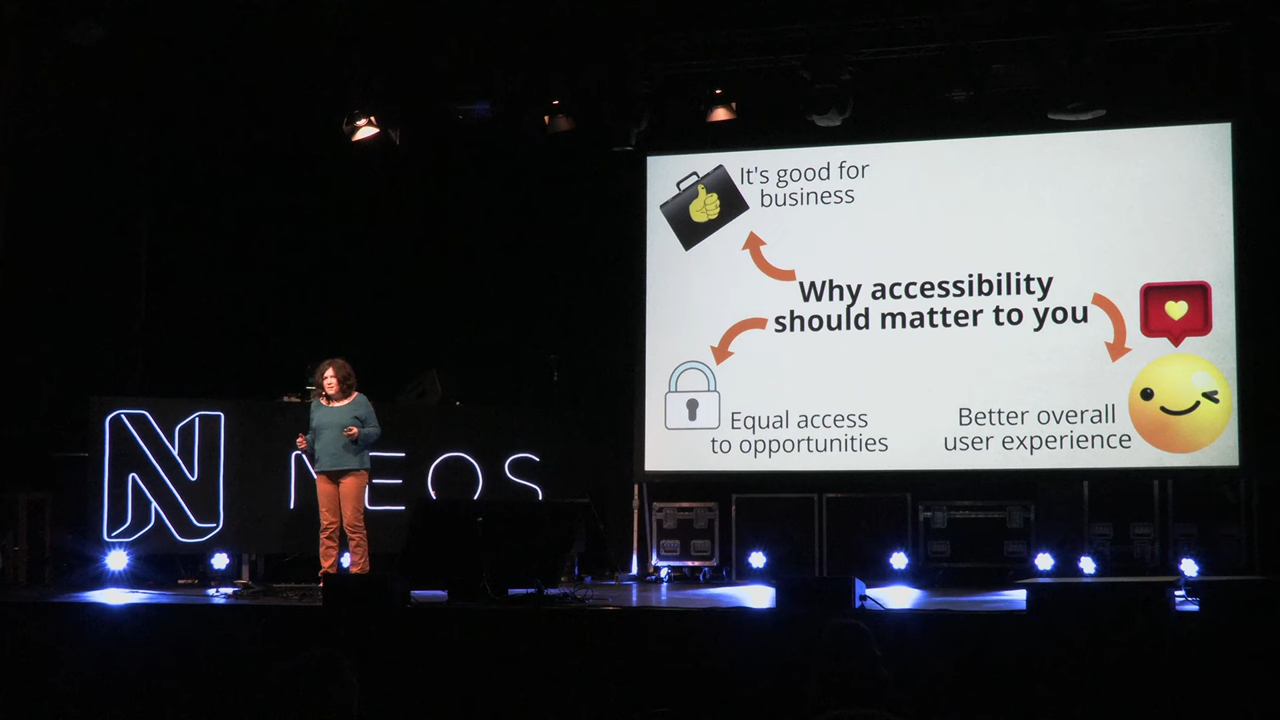 It's good for
business
Why accessibility
should matter to you
Equal access
to opportunities
Better overall
user experience
N NEOS